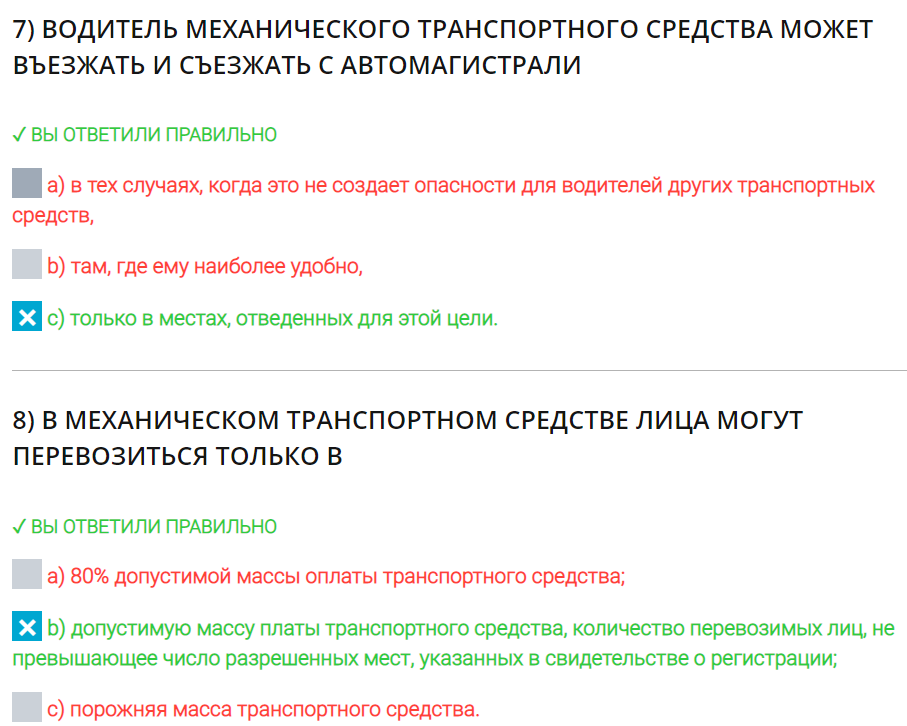 7) ВОДИТЕЛЬ МЕХАНИЧЕСКОГО ТРАНСПОРТНОГО СРЕДСТВА МОЖЕТ
ВЪЕЗЖАТЬ И СЪЕЗЖАТЬ С АВТОМАГИСТРАЛИ
✓ ВЫ ОТВЕТИЛИ ПРАВИЛЬНО
a) в тех случаях, когда это не создает опасности для водителей других транспортных
средств,
b) там, где ему наиболее удобно,
c) только в местах, отведенных для этой цели.
8) В МЕХАНИЧЕСКОМ ТРАНСПОРТНОМ СРЕДСТВЕ ЛИЦА МОГУТ
ПЕРЕВОЗИТЬСЯ ТОЛЬКО В
✓ ВЫ ОТВЕТИЛИ ПРАВИЛЬНО
a) 80% допустимой массы оплаты транспортного средства;
b) допустимую массу платы транспортного средства, количество перевозимых лиц, не
превышающее число разрешенных мест, указанных в свидетельстве о регистрации;
c) порожняя масса транспортного средства.